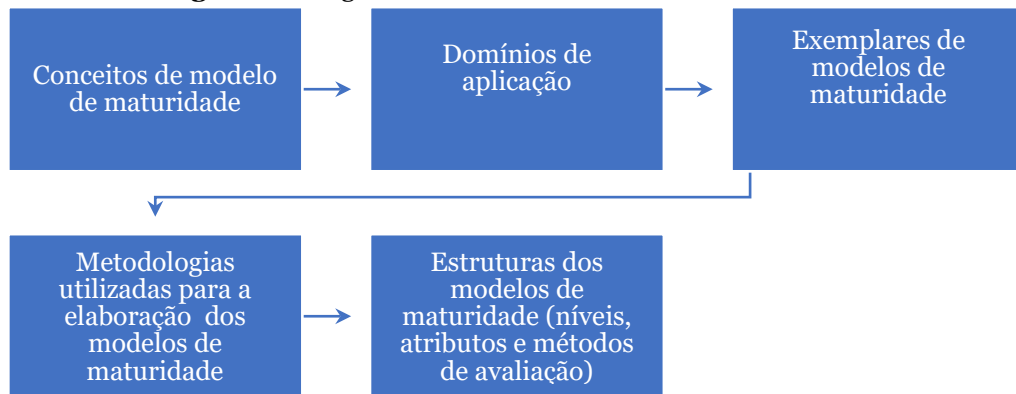 Conceitos de modelo
de maturidade
Domínios de
aplicação
Exemplares de
modelos de
maturidade
Metodologias
utilizadas para a
elaboração dos
modelos de
maturidade
Estruturas dos
modelos de
maturidade (níveis,
atributos e métodos
de avaliação)